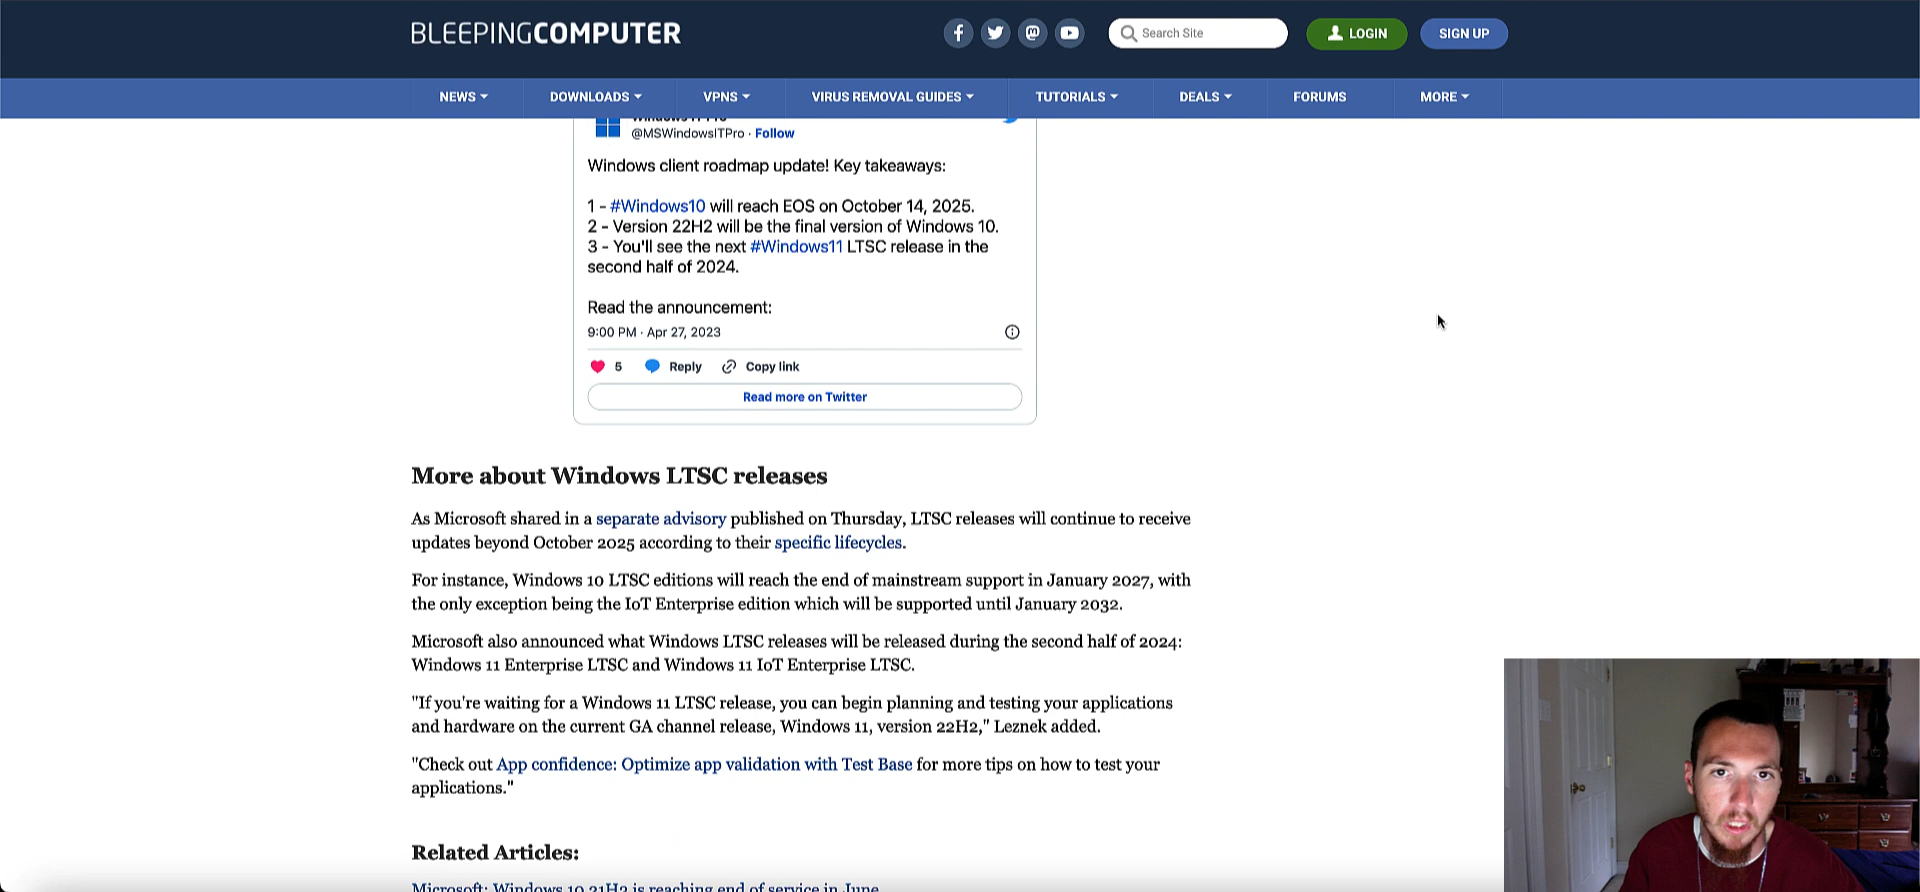 BLEEPINGCOMPUTER
Search Site
LOGIN
SIGN UP
NEWS
DOWNLOADS
VPNS
VIRUS REMOVAL GUIDES
TUTORIALS
DEALS
FORUMS
MORE
@MSWindowsITPro · Follow
Windows client roadmap update! Key takeaways:
1 - #Windows10 will reach EOS on October 14, 2025.
2 - Version 22H2 will be the final version of Windows 10.
3 - You'll see the next #Windows11 LTSC release in the
second half of 2024.
Read the announcement:
9:00 PM · Apr 27, 2023
5 Reply Copy link
Read more on Twitter
More about Windows LTSC releases
As Microsoft shared in a separate advisory published on Thursday, LTSC releases will continue to receive
updates beyond October 2025 according to their specific lifecycles.
For instance, Windows 10 LTSC editions will reach the end of mainstream support in January 2027, with
the only exception being the IoT Enterprise edition which will be supported until January 2032.
Microsoft also announced what Windows LTSC releases will be released during the second half of 2024:
Windows 11 Enterprise LTSC and Windows 11 IoT Enterprise LTSC.
"If you're waiting for a Windows 11 LTSC release, you can begin planning and testing your applications
and hardware on the current GA channel release, Windows 11, version 22H2," Leznek added.
"Check out App confidence: Optimize app validation with Test Base for more tips on how to test your
applications."
Related Articles:
Microsoft: Windows 10 21H2 is reaching end of service in June